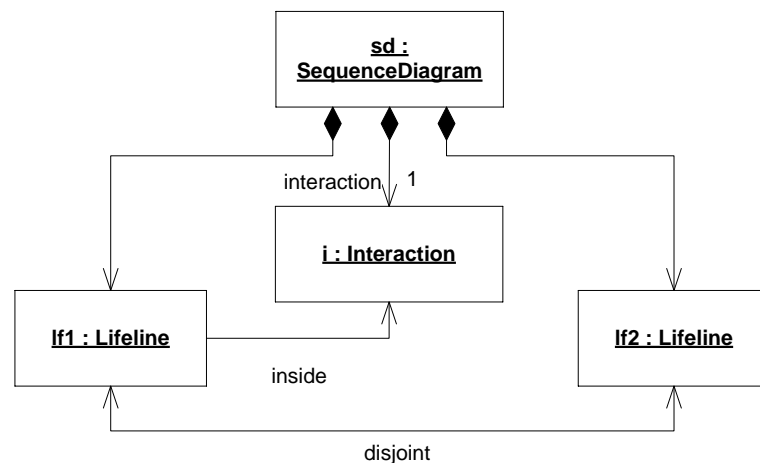 sd :
SequenceDiagram
interaction
1
i : Interaction
lf1 : Lifeline
lf2 : Lifeline
inside
disjoint